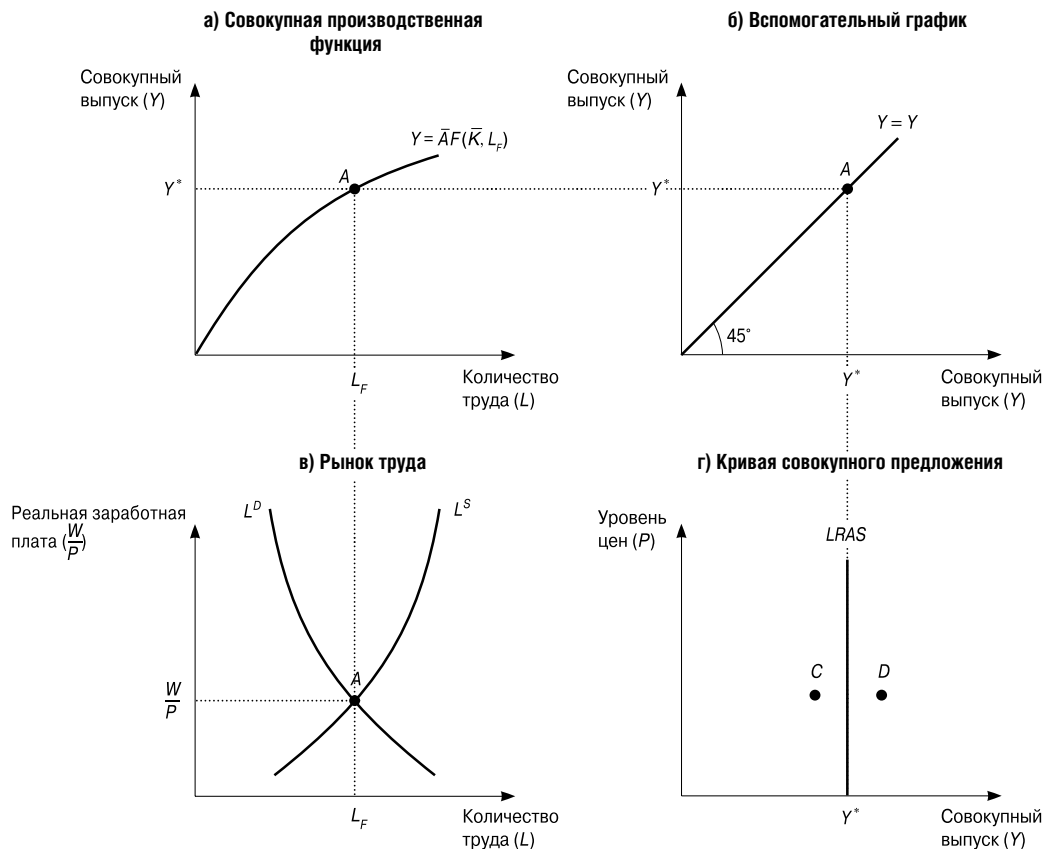 а) Совокупная производственная
функция
Совокупный
выпуск (Y)
Y = ĀF(K̄, L_F)
A
Y*
L_F
Количество
труда (L)
б) Вспомогательный график
Совокупный
выпуск (Y)
Y = Y
A
Y*
45°
Y*
Совокупный
выпуск (Y)
в) Рынок труда
Реальная заработная
плата (W/P)
L^D
L^S
A
W/P
L_F
Количество
труда (L)
г) Кривая совокупного предложения
Уровень
цен (P)
LRAS
C
D
Y*
Совокупный
выпуск (Y)